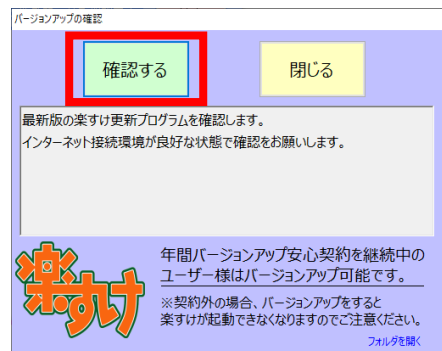 バージョンアップの確認
確認する
閉じる
最新版の楽すけ更新プログラムを確認します。
インターネット接続環境が良好な状態で確認をお願いします。
楽すけ
年間バージョンアップ安心契約を継続中の
ユーザー様はバージョンアップ可能です。
※契約外の場合、バージョンアップをすると
楽すけが起動できなくなりますのでご注意ください。
フォルダを開く